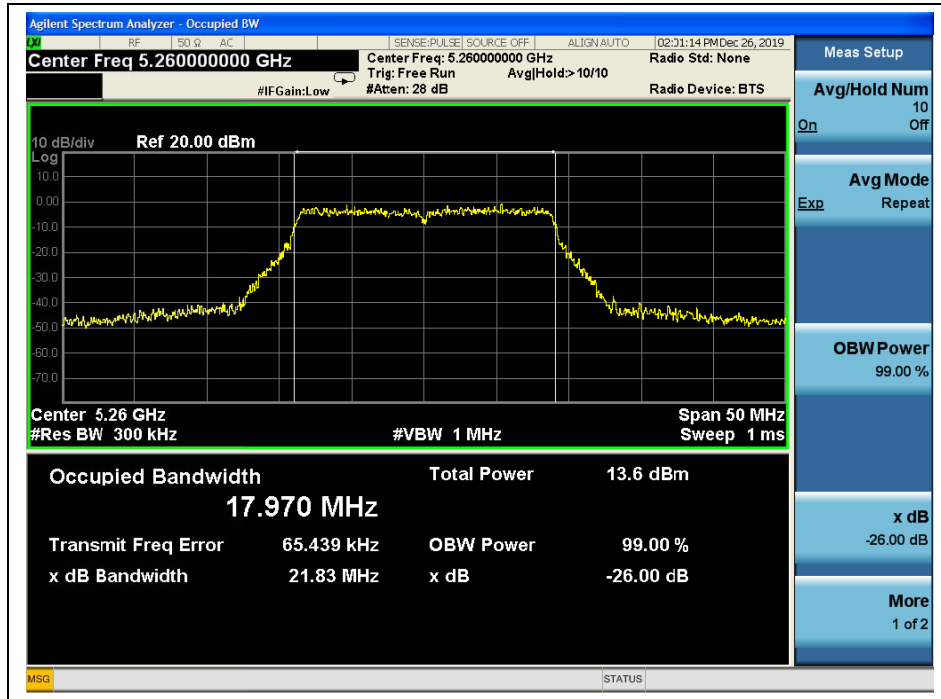 Agilent Spectrum Analyzer - Occupied BW
LXI RF 50 Ω AC SENSE:PULSE SOURCE OFF ALIGN AUTO 02:31:14 PM Dec 26, 2019
Center Freq 5.260000000 GHz
Center Freq: 5.260000000 GHz Radio Std: None
Trig: Free Run Avg|Hold:>10/10
#IFGain:Low #Atten: 28 dB Radio Device: BTS
10 dB/div Ref 20.00 dBm
Log
10.0
0.00
-10.0
-20.0
-30.0
-40.0
-50.0
-60.0
-70.0
Center 5.26 GHz Span 50 MHz
#Res BW 300 kHz #VBW 1 MHz Sweep 1 ms
Occupied Bandwidth Total Power 13.6 dBm
17.970 MHz
Transmit Freq Error 65.439 kHz OBW Power 99.00 %
x dB Bandwidth 21.83 MHz x dB -26.00 dB
Meas Setup
Avg/Hold Num
10
On Off
Avg Mode
Exp Repeat
OBW Power
99.00 %
x dB
-26.00 dB
More
1 of 2
MSG STATUS